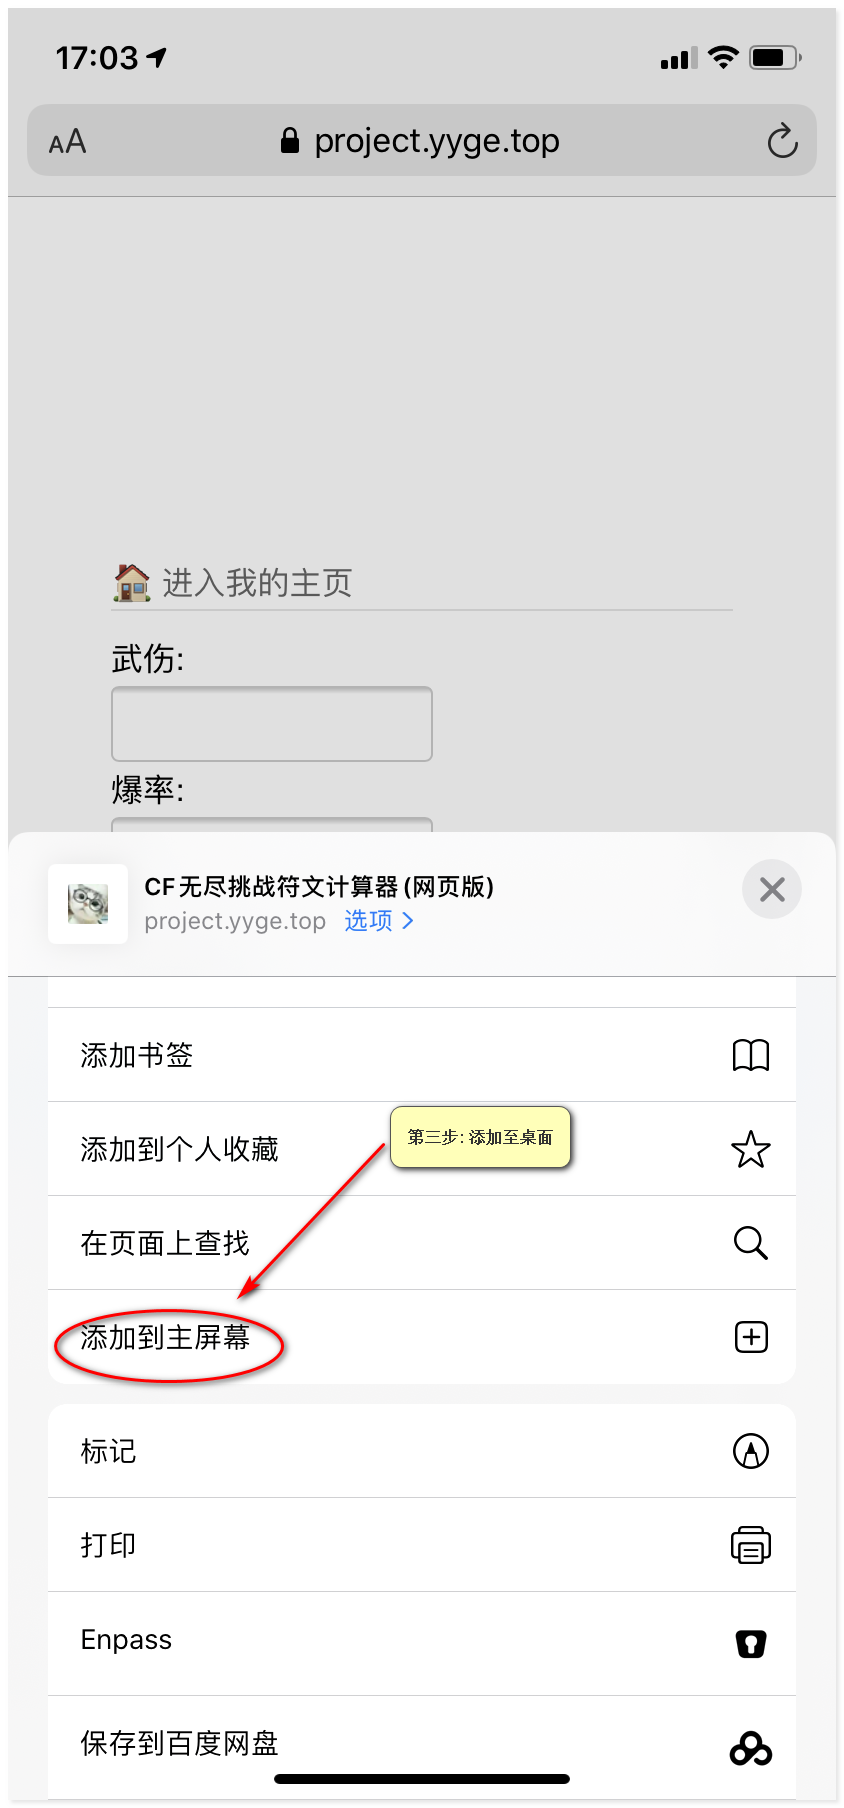 17:03
AA
project.yyge.top
进入我的主页
武伤:
爆率:
CF无尽挑战符文计算器(网页版)
project.yyge.top 选项
添加书签
添加到个人收藏
第三步: 添加至桌面
在页面上查找
添加到主屏幕
标记
打印
Enpass
保存到百度网盘